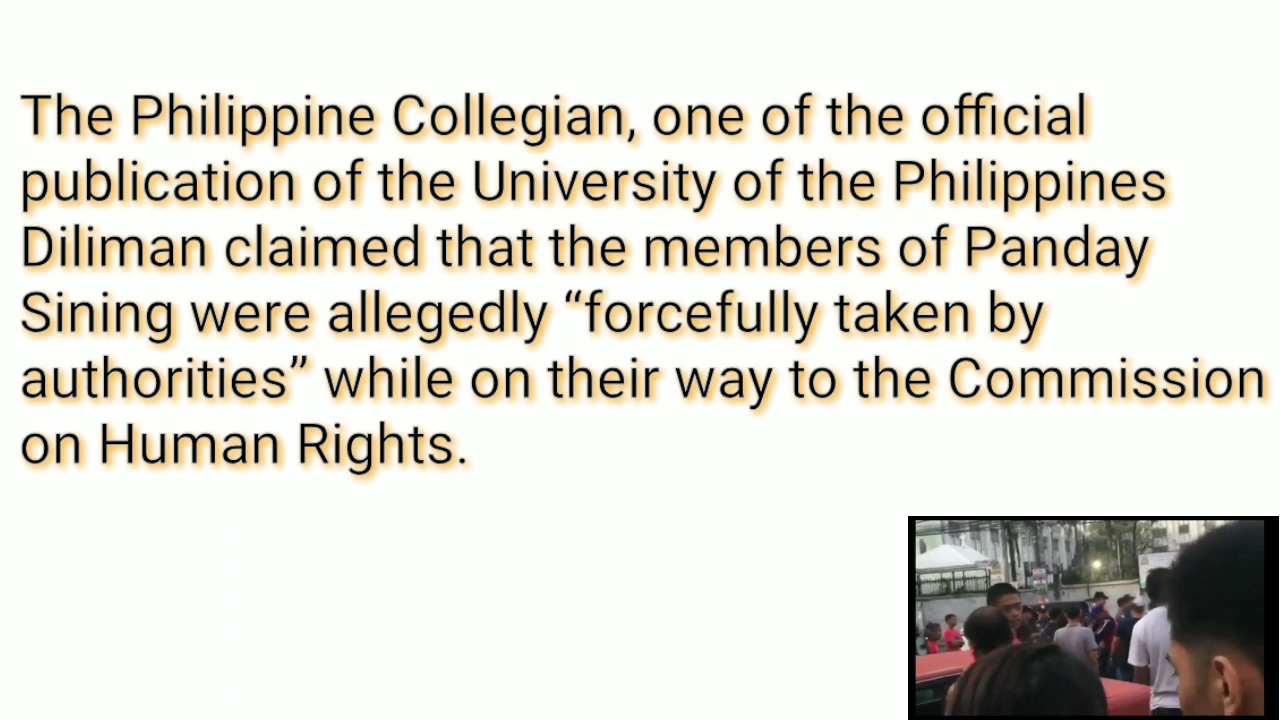 The Philippine Collegian, one of the official
publication of the University of the Philippines
Diliman claimed that the members of Panday
Sining were allegedly “forcefully taken by
authorities” while on their way to the Commission
on Human Rights.